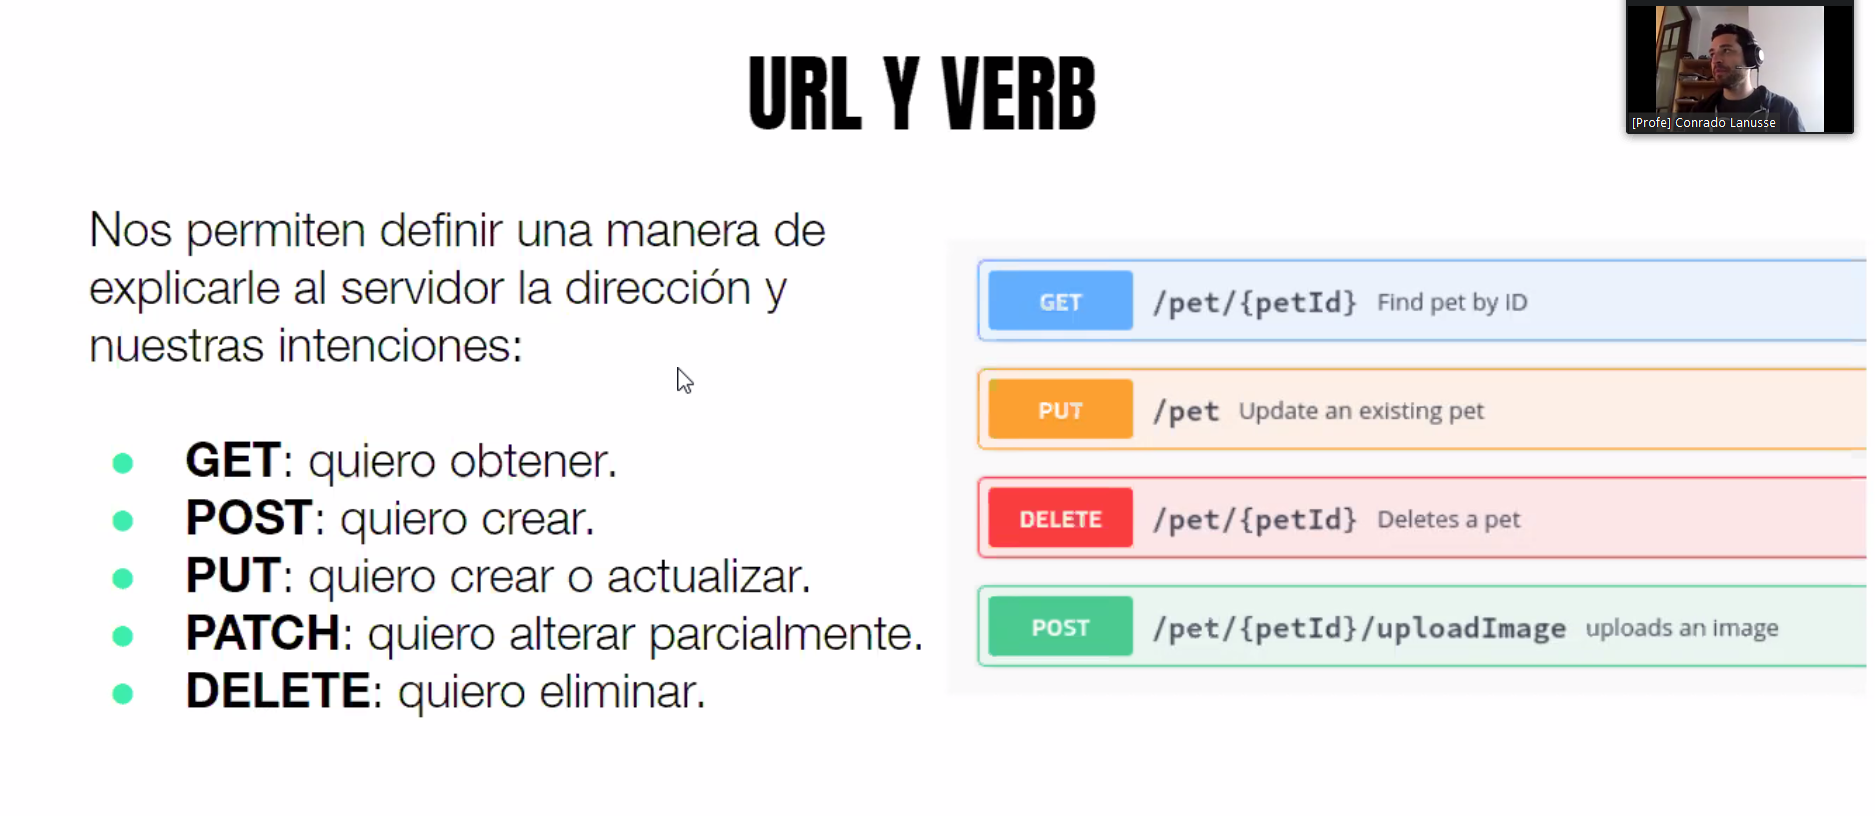 URL Y VERB
[Profe] Conrado Lanusse
Nos permiten definir una manera de
explicarle al servidor la dirección y
nuestras intenciones:
GET: quiero obtener.
POST: quiero crear.
PUT: quiero crear o actualizar.
PATCH: quiero alterar parcialmente.
DELETE: quiero eliminar.
GET /pet/{petId} Find pet by ID
PUT /pet Update an existing pet
DELETE /pet/{petId} Deletes a pet
POST /pet/{petId}/uploadImage uploads an image